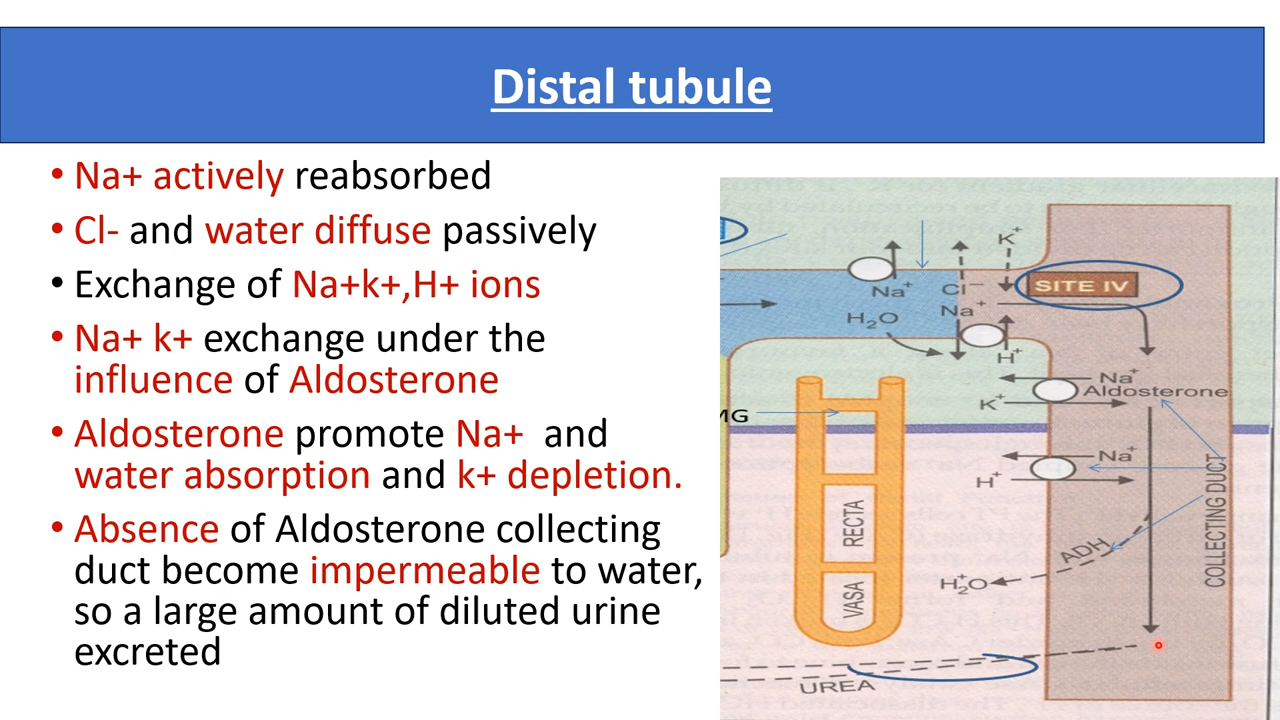 Distal tubule
• Na+ actively reabsorbed
• Cl- and water diffuse passively
• Exchange of Na+k+,H+ ions
• Na+ k+ exchange under the
influence of Aldosterone
• Aldosterone promote Na+ and
water absorption and k+ depletion.
• Absence of Aldosterone collecting
duct become impermeable to water,
so a large amount of diluted urine
excreted
K+
Na+
Cl−
SITE IV
H2O
Na+
H+
Na+
Aldosterone
K+
MG
Na+
H+
COLLECTING DUCT
VASA RECTA
ADH
H2O
UREA